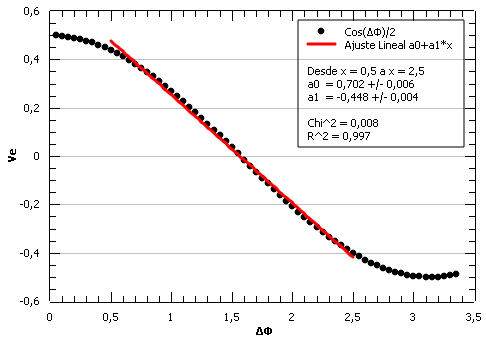 Cos(ΔΦ)/2
Ajuste Lineal a0+a1*x
Desde x = 0,5 a x = 2,5
a0 = 0,702 +/- 0,006
a1 = -0,448 +/- 0,004
Chi^2 = 0,008
R^2 = 0,997
0,6
0,4
0,2
0
-0,2
-0,4
-0,6
Ve
0
0,5
1
1,5
2
2,5
3
3,5
ΔΦ